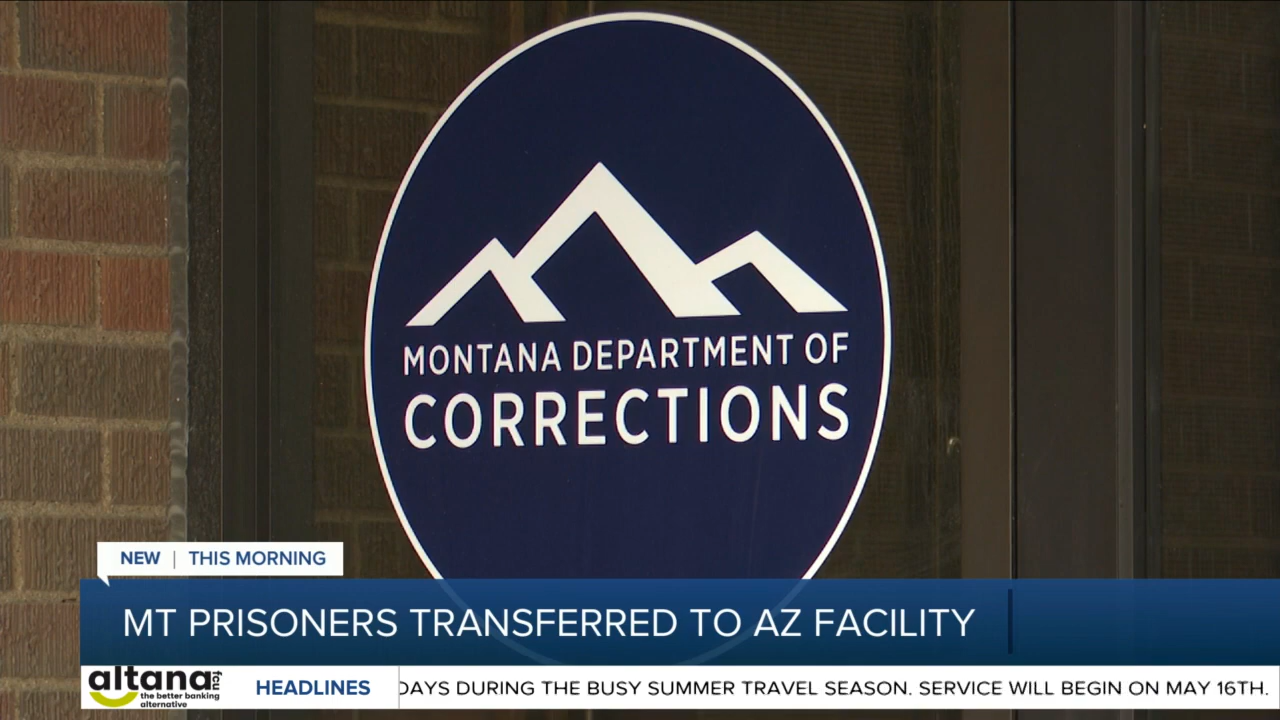 MONTANA DEPARTMENT OF
CORRECTIONS
NEW | THIS MORNING
MT PRISONERS TRANSFERRED TO AZ FACILITY
altana fcu
the better banking
alternative
HEADLINES
DAYS DURING THE BUSY SUMMER TRAVEL SEASON. SERVICE WILL BEGIN ON MAY 16TH.